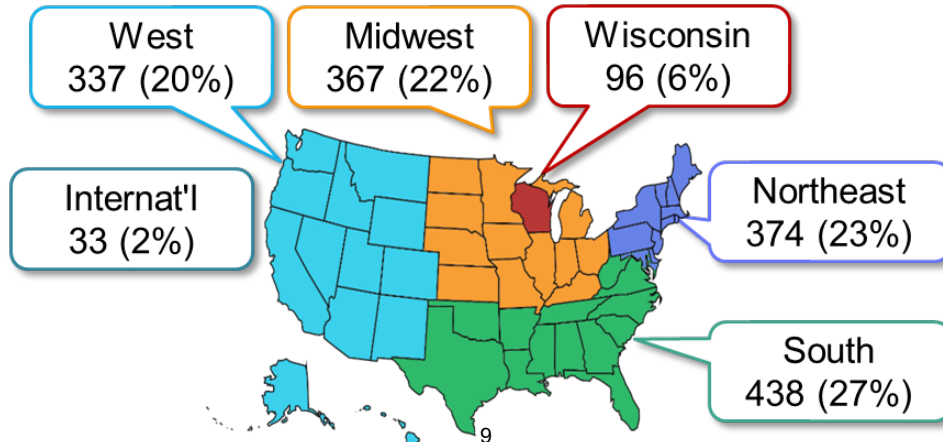 West
337 (20%)
Midwest
367 (22%)
Wisconsin
96 (6%)
Internat'l
33 (2%)
Northeast
374 (23%)
South
438 (27%)
9